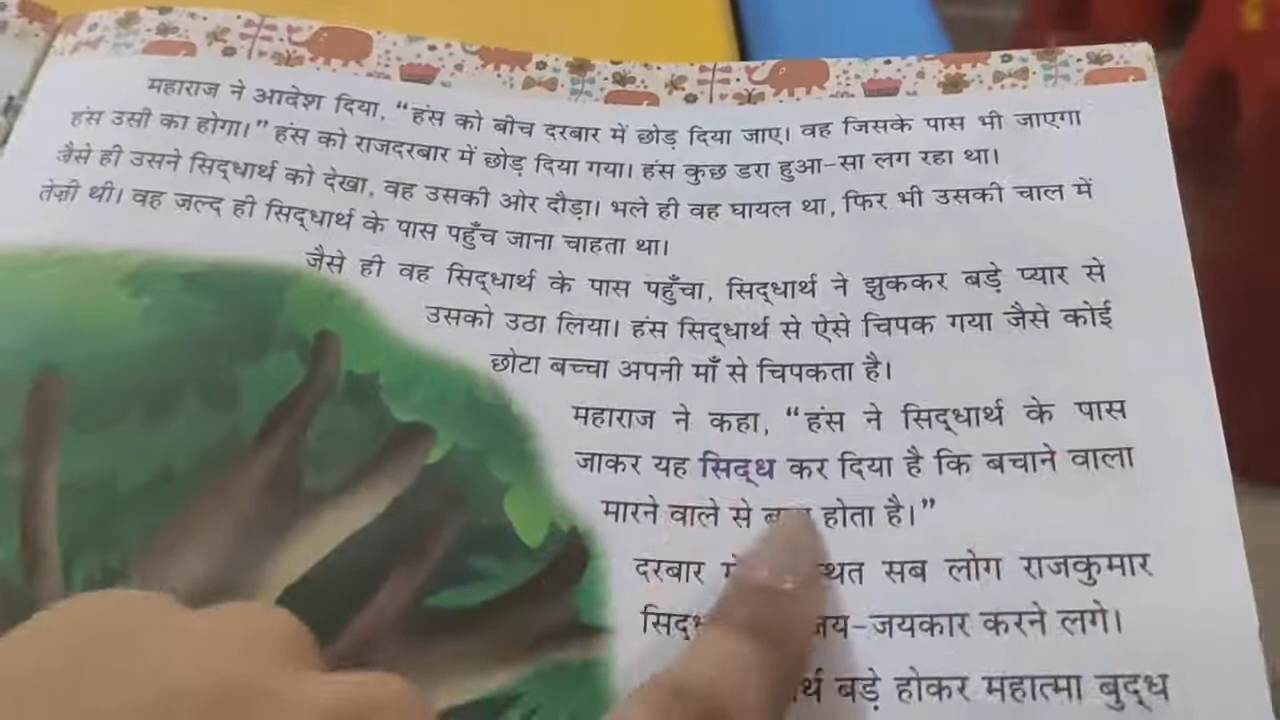 महाराज ने आदेश दिया, “हंस को बीच दरबार में छोड़ दिया जाए। वह जिसके पास भी जाएगा
हंस उसी का होगा।” हंस को राजदरबार में छोड़ दिया गया। हंस कुछ डरा हुआ-सा लग रहा था।
जैसे ही उसने सिद्धार्थ को देखा, वह उसकी ओर दौड़ा। भले ही वह घायल था, फिर भी उसकी चाल में
तेज़ी थी। वह जल्द ही सिद्धार्थ के पास पहुँच जाना चाहता था।
जैसे ही वह सिद्धार्थ के पास पहुँचा, सिद्धार्थ ने झुककर बड़े प्यार से
उसको उठा लिया। हंस सिद्धार्थ से ऐसे चिपक गया जैसे कोई
छोटा बच्चा अपनी माँ से चिपकता है।
महाराज ने कहा, “हंस ने सिद्धार्थ के पास
जाकर यह सिद्ध कर दिया है कि बचाने वाला
मारने वाले से होता है।”
दरबार सब लोग राजकुमार
जय-जयकार करने लगे।
बड़े होकर महात्मा बुद्ध